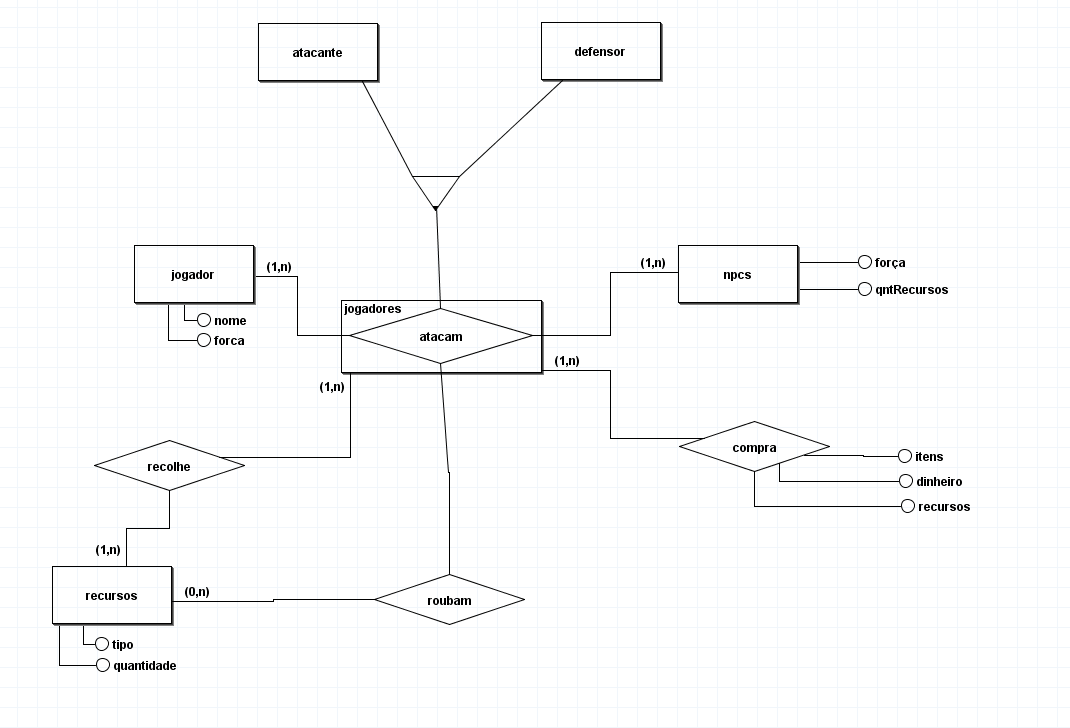 atacante
defensor
jogador
(1,n)
(1,n)
npcs
força
qntRecursos
nome
forca
jogadores
atacam
(1,n)
(1,n)
recolhe
compra
itens
dinheiro
recursos
(1,n)
recursos
(0,n)
roubam
tipo
quantidade